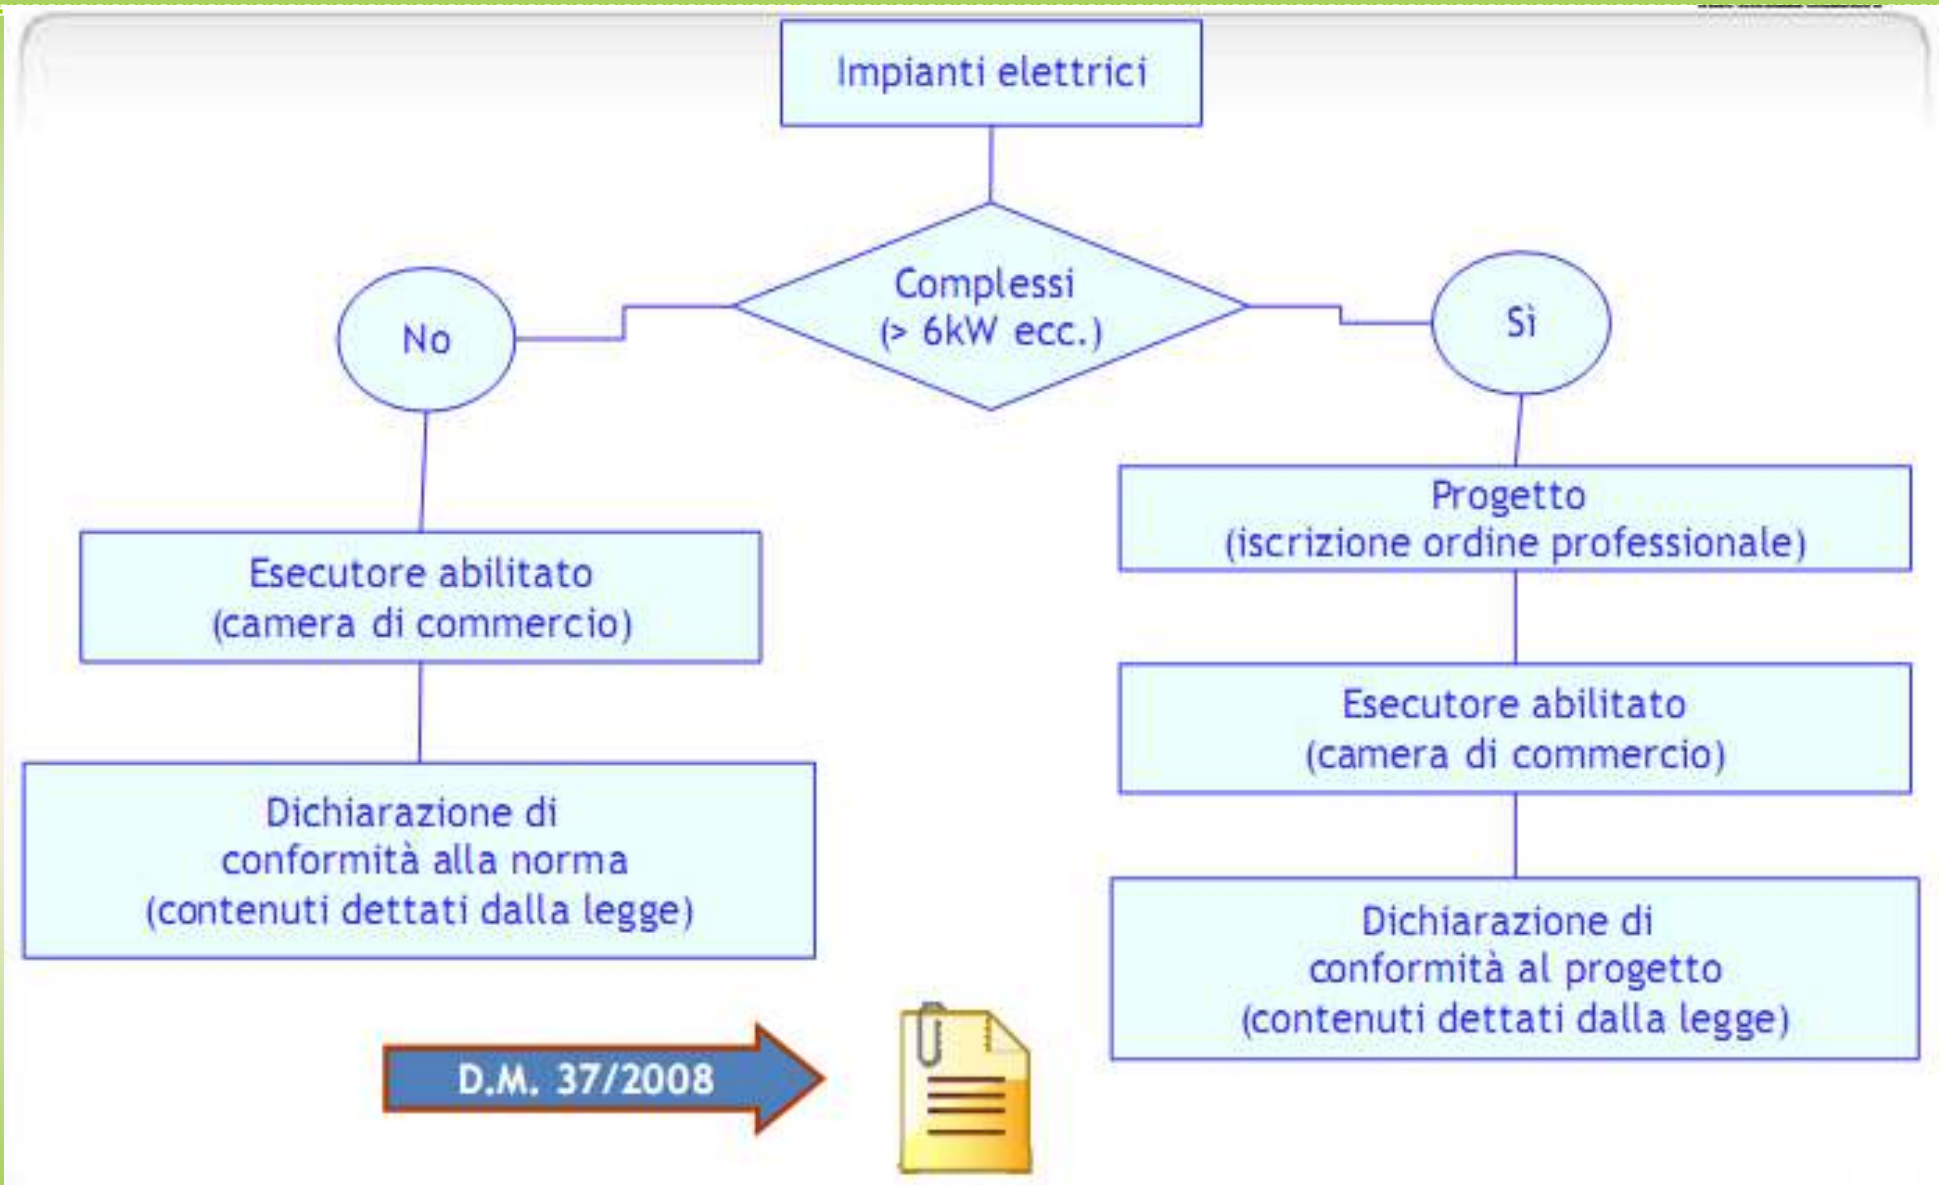 Impianti elettrici
Complessi
(> 6kW ecc.)
No
Sì
Esecutore abilitato
(camera di commercio)
Dichiarazione di
conformità alla norma
(contenuti dettati dalla legge)
Progetto
(iscrizione ordine professionale)
Esecutore abilitato
(camera di commercio)
Dichiarazione di
conformità al progetto
(contenuti dettati dalla legge)
D.M. 37/2008